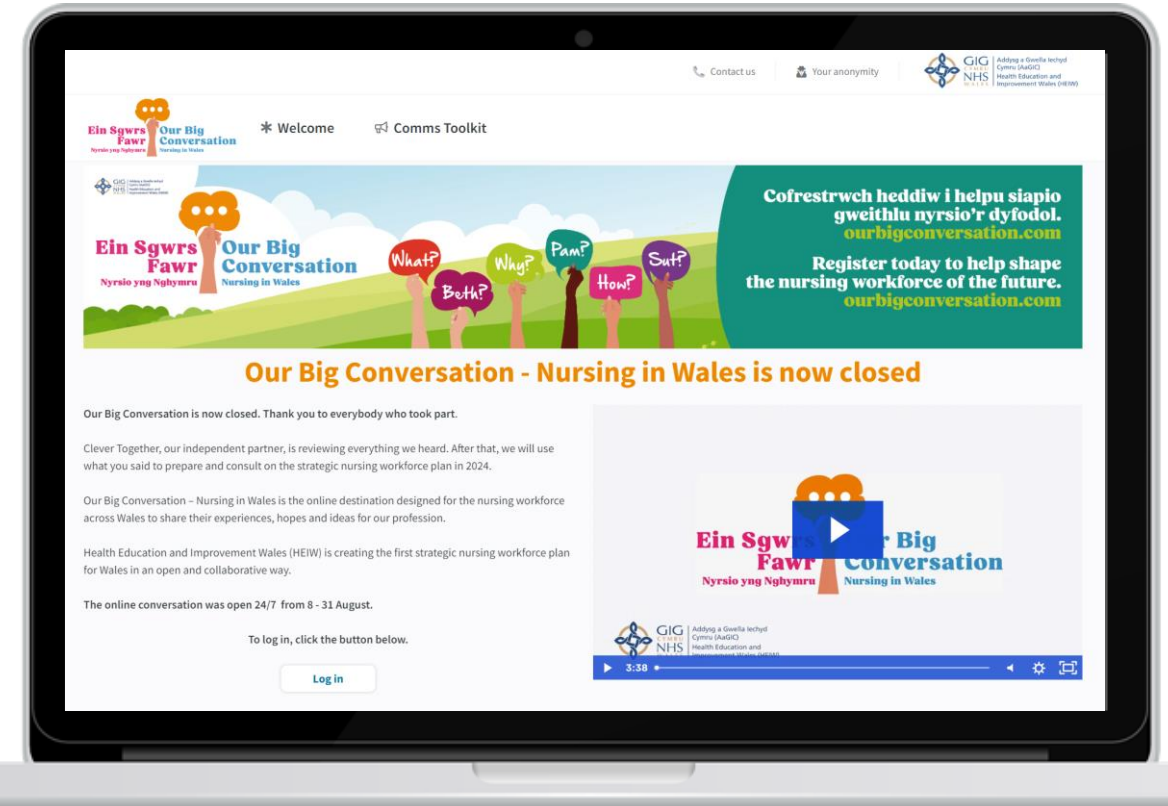 Contact us
Your anonymity
GIG
CYMRU
NHS
WALES
Addysg a Gwella Iechyd
Cymru (AaGIC)
Health Education and
Improvement Wales (HEIW)
Ein Sgwrs
Fawr
Nyrsio yng Nghymru
Our Big
Conversation
Nursing in Wales
Welcome
Comms Toolkit
GIG
NHS
Ein Sgwrs
Fawr
Nyrsio yng Nghymru
Our Big
Conversation
Nursing in Wales
What?
Beth?
Why?
Pam?
How?
Sut?
Cofrestrwch heddiw i helpu siapio
gweithlu nyrsio'r dyfodol.
ourbigconversation.com
Register today to help shape
the nursing workforce of the future.
ourbigconversation.com
Our Big Conversation - Nursing in Wales is now closed
Our Big Conversation is now closed. Thank you to everybody who took part.
Clever Together, our independent partner, is reviewing everything we heard. After that, we will use
what you said to prepare and consult on the strategic nursing workforce plan in 2024.
Our Big Conversation – Nursing in Wales is the online destination designed for the nursing workforce
across Wales to share their experiences, hopes and ideas for our profession.
Health Education and Improvement Wales (HEIW) is creating the first strategic nursing workforce plan
for Wales in an open and collaborative way.
The online conversation was open 24/7 from 8 - 31 August.
To log in, click the button below.
Log in
Ein Sgw
Fawr
Nyrsio yng Nghymru
r Big
Conversation
Nursing in Wales
GIG
CYMRU
NHS
Addysg a Gwella Iechyd
Cymru (AaGIC)
Health Education and
Improvement Wales (HEIW)
3:38